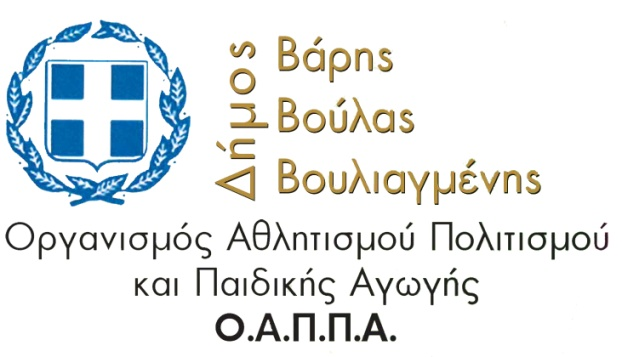 Δήμος
Βάρης
Βούλας
Βουλιαγμένης
Οργανισμός Αθλητισμού Πολιτισμού
και Παιδικής Αγωγής
Ο.Α.Π.Π.Α.